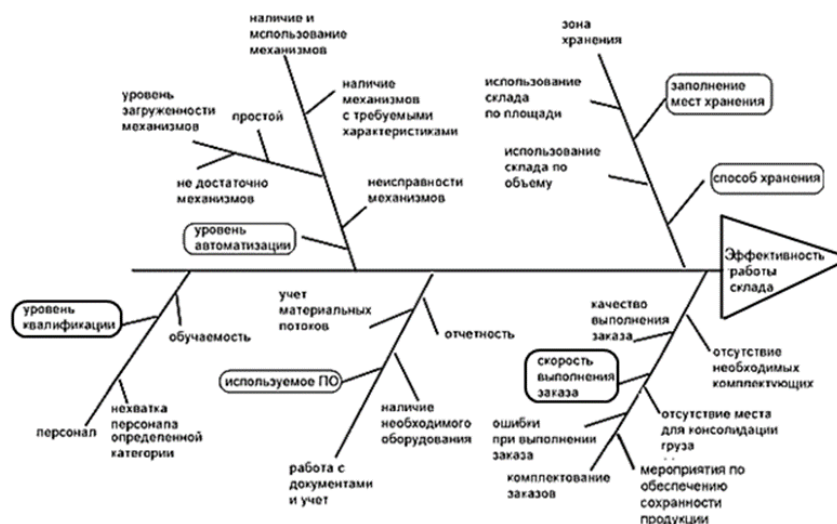 наличие и
мспользование
механизмов
зона
хранения
уровень
загруженности
механизмов
простой
наличие
механизмов
с требуемыми
характеристиками
использование
склада
по площади
заполнение
мест хранения
не достаточно
механизмов
неисправности
механизмов
использование
склада по
объему
способ хранения
уровень
автоматизации
Эффективность
работы
склада
уровень
квалификации
обучаемость
учет
материальных
потоков
отчетность
качество
выполнения
заказа
отсутствие
необходимых
комплектующих
используемое ПО
скорость
выполнения
заказа
персонал
нехватка
персонала
определенной
категории
наличие
необходимого
оборудования
ошибки
при выполнении
заказа
отсутствие места
для консолидации
груза
работа с
документами
и учет
комплектование
заказов
мероприятия по
обеспечению
сохранности
продукции